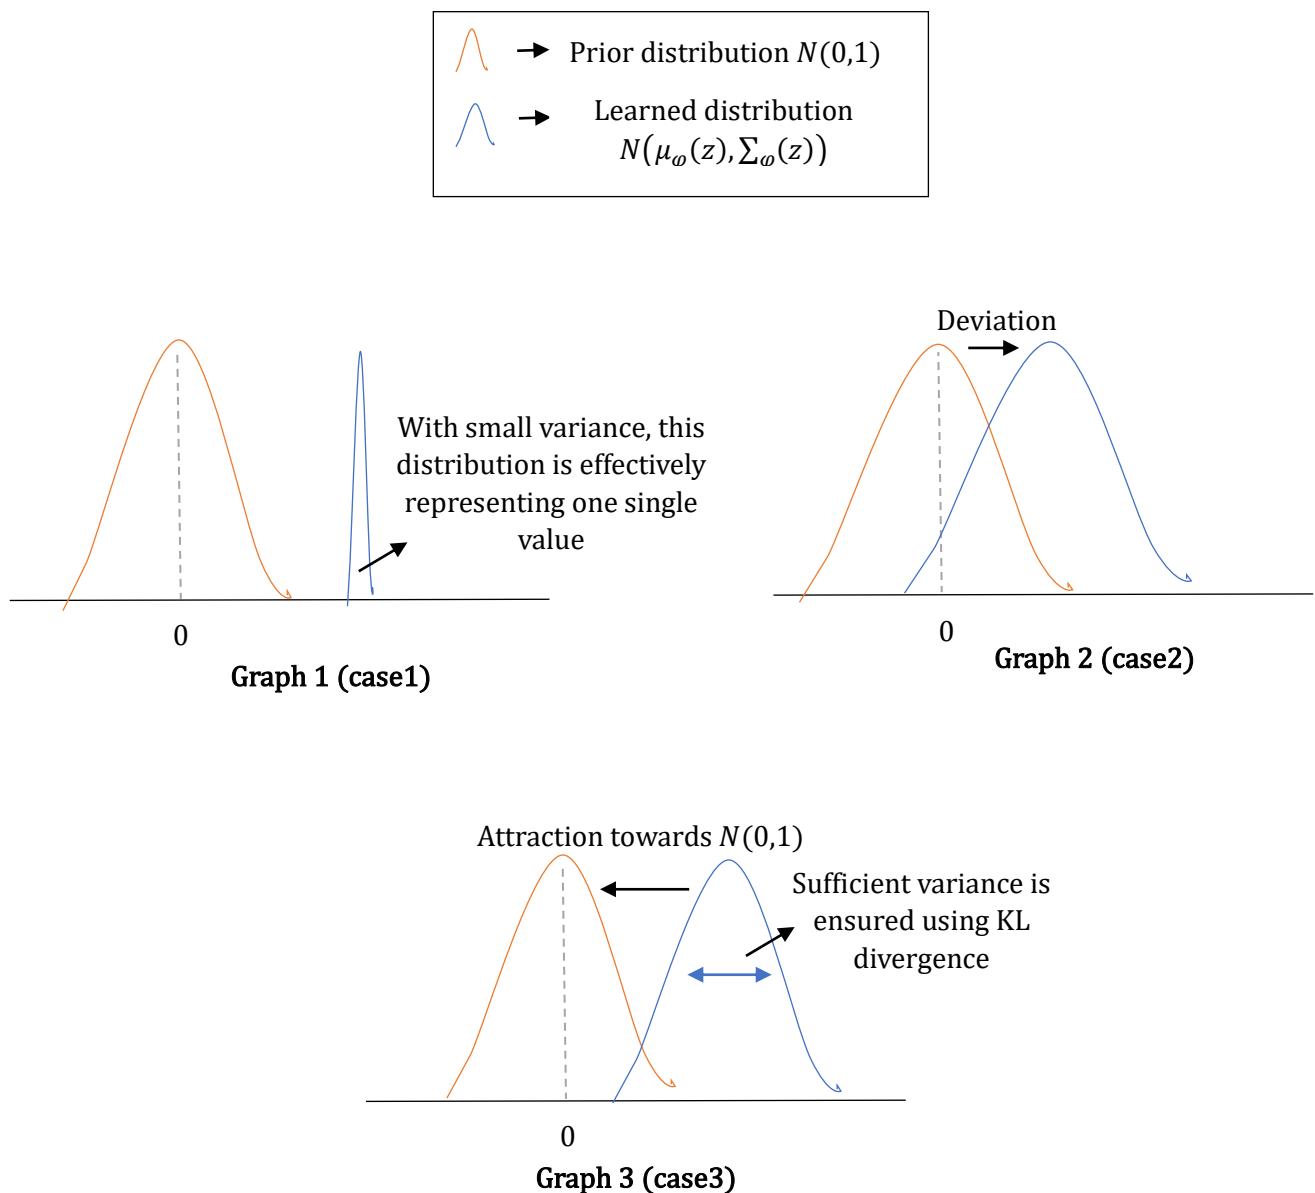 Prior distribution N(0,1)
Learned distribution
N(μ_φ(z), ∑_φ(z))
With small variance, this
distribution is effectively
representing one single
value
0
Graph 1 (case1)
Deviation
0
Graph 2 (case2)
Attraction towards N(0,1)
Sufficient variance is
ensured using KL
divergence
0
Graph 3 (case3)